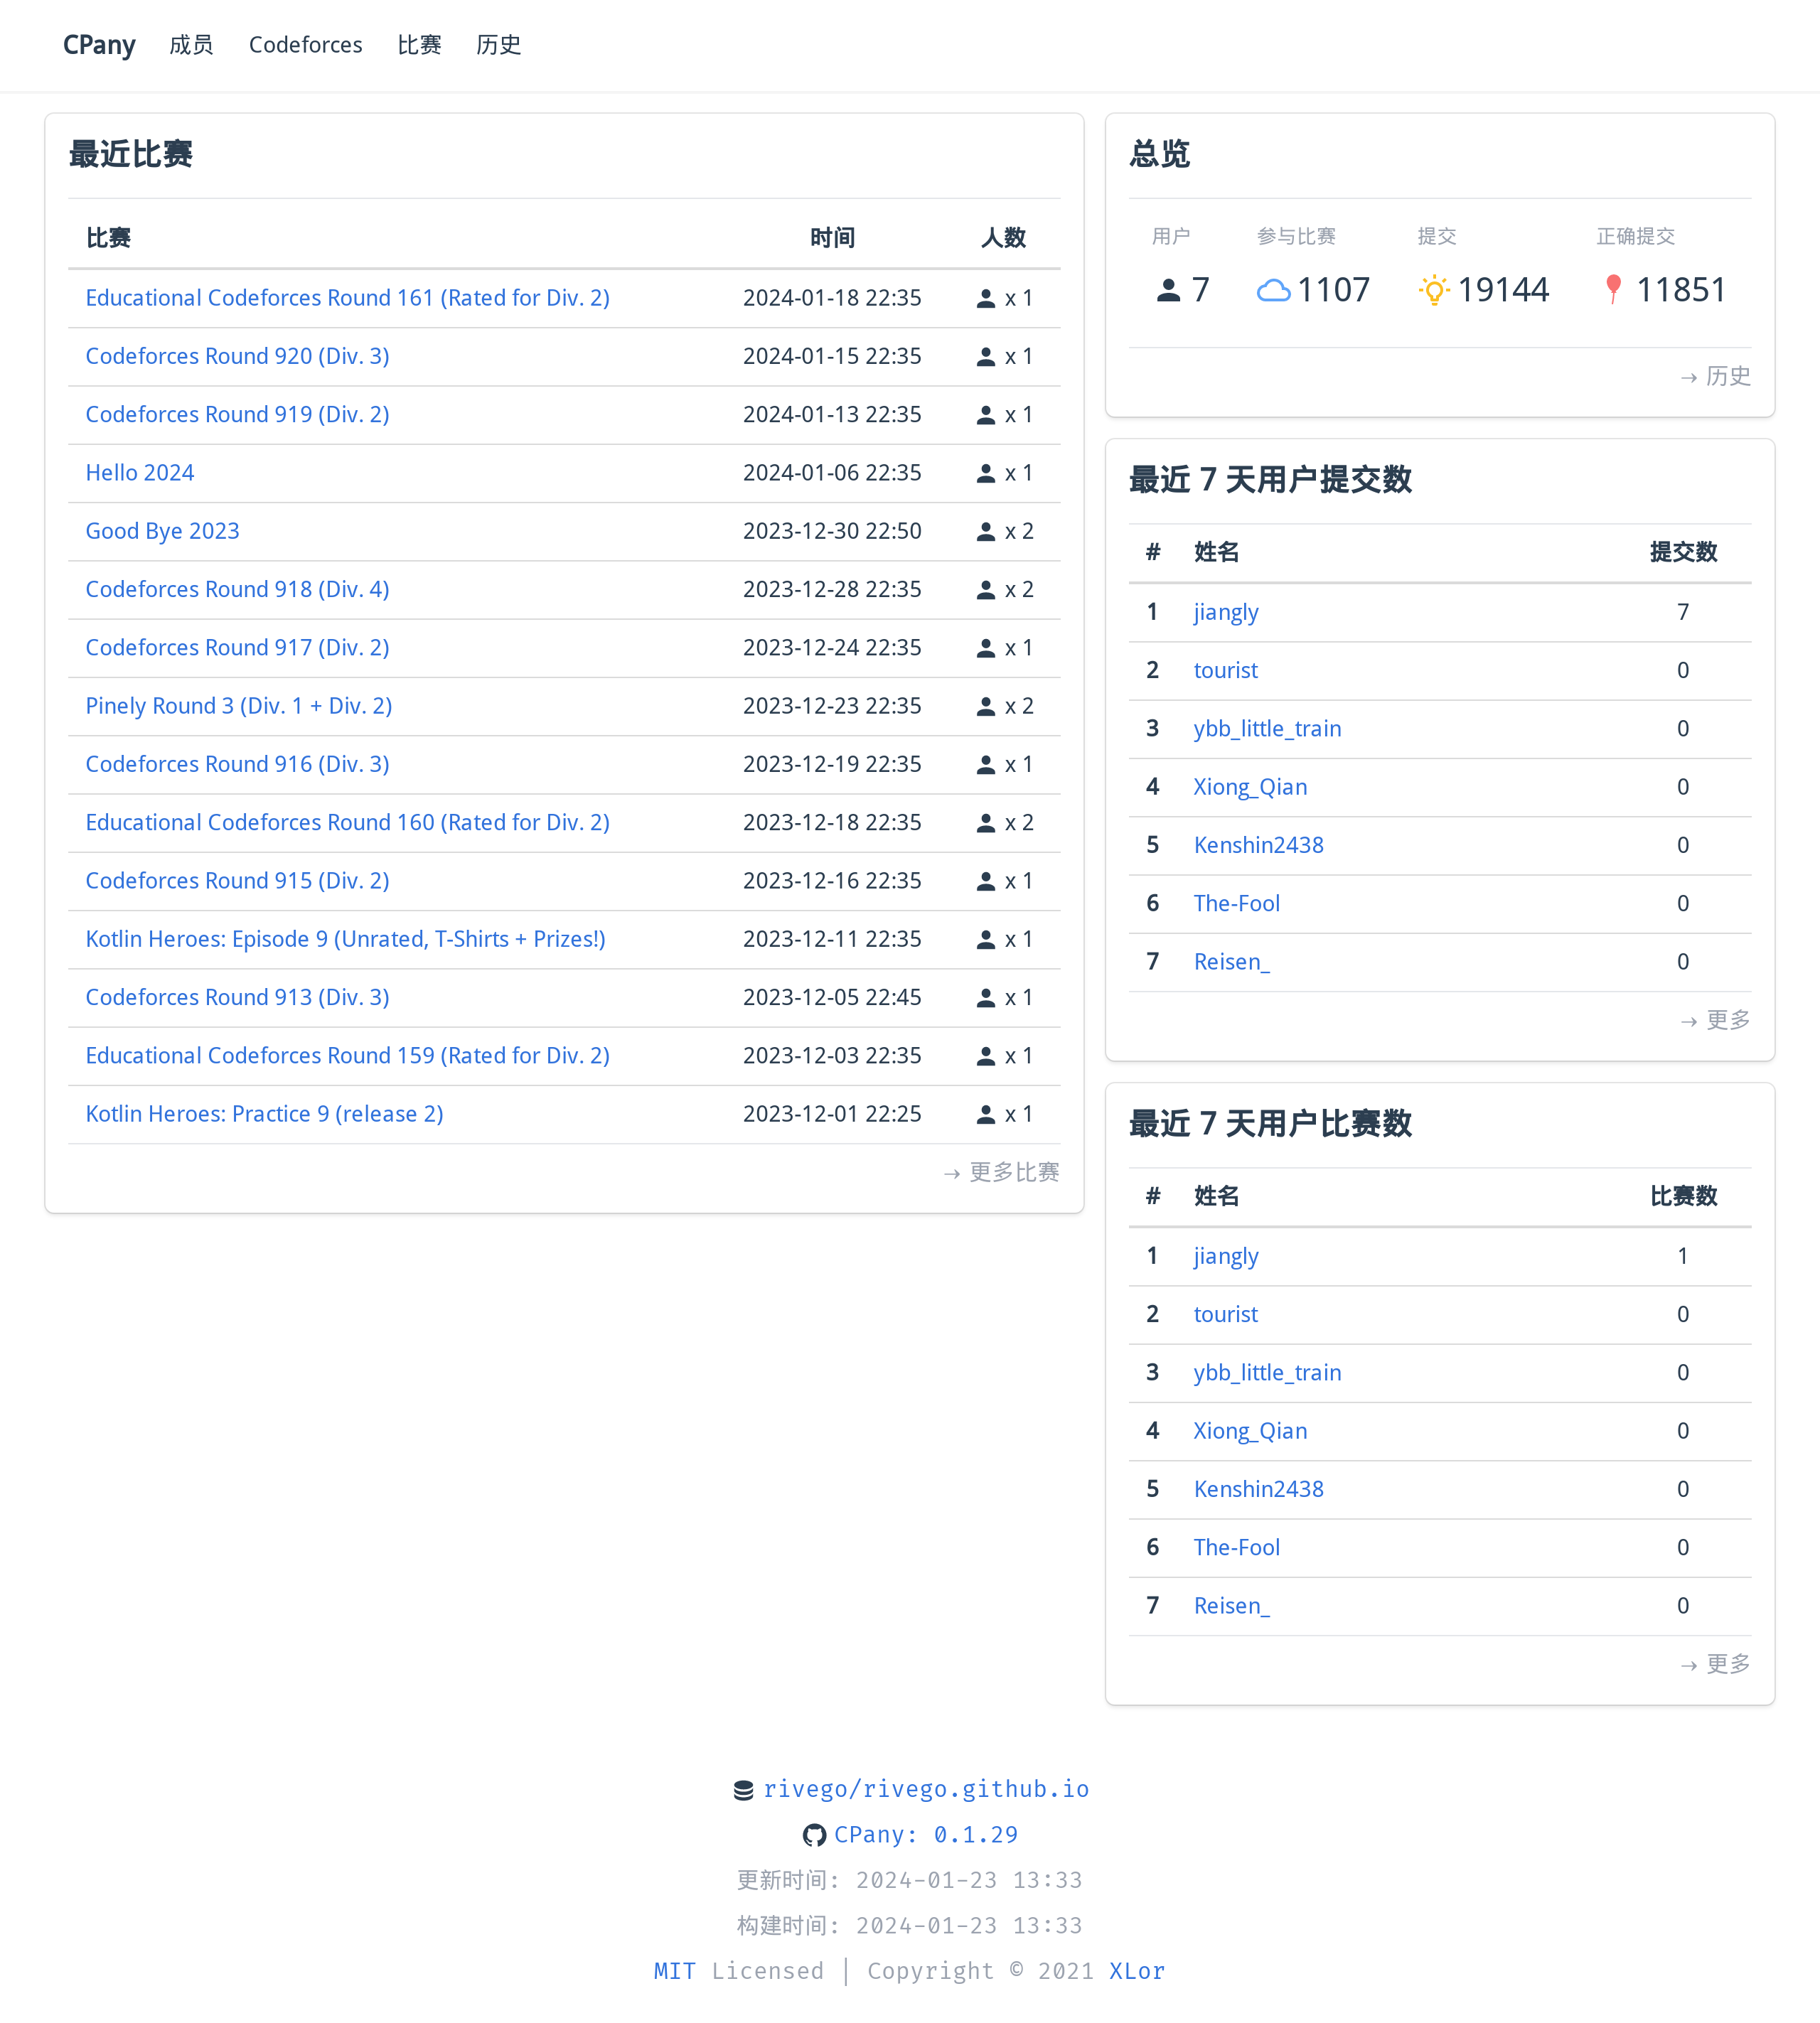 CPany 成员 Codeforces 比赛 历史
最近比赛
比赛 时间 人数
Educational Codeforces Round 161 (Rated for Div. 2) 2024-01-18 22:35 x 1
Codeforces Round 920 (Div. 3) 2024-01-15 22:35 x 1
Codeforces Round 919 (Div. 2) 2024-01-13 22:35 x 1
Hello 2024 2024-01-06 22:35 x 1
Good Bye 2023 2023-12-30 22:50 x 2
Codeforces Round 918 (Div. 4) 2023-12-28 22:35 x 2
Codeforces Round 917 (Div. 2) 2023-12-24 22:35 x 1
Pinely Round 3 (Div. 1 + Div. 2) 2023-12-23 22:35 x 2
Codeforces Round 916 (Div. 3) 2023-12-19 22:35 x 1
Educational Codeforces Round 160 (Rated for Div. 2) 2023-12-18 22:35 x 2
Codeforces Round 915 (Div. 2) 2023-12-16 22:35 x 1
Kotlin Heroes: Episode 9 (Unrated, T-Shirts + Prizes!) 2023-12-11 22:35 x 1
Codeforces Round 913 (Div. 3) 2023-12-05 22:45 x 1
Educational Codeforces Round 159 (Rated for Div. 2) 2023-12-03 22:35 x 1
Kotlin Heroes: Practice 9 (release 2) 2023-12-01 22:25 x 1
→ 更多比赛
总览
用户 参与比赛 提交 正确提交
7 1107 19144 11851
→ 历史
最近 7 天用户提交数
# 姓名 提交数
1 jiangly 7
2 tourist 0
3 ybb_little_train 0
4 Xiong_Qian 0
5 Kenshin2438 0
6 The-Fool 0
7 Reisen_ 0
→ 更多
最近 7 天用户比赛数
# 姓名 比赛数
1 jiangly 1
2 tourist 0
3 ybb_little_train 0
4 Xiong_Qian 0
5 Kenshin2438 0
6 The-Fool 0
7 Reisen_ 0
→ 更多
rivego/rivego.github.io
CPany: 0.1.29
更新时间: 2024-01-23 13:33
构建时间: 2024-01-23 13:33
MIT Licensed | Copyright © 2021 XLor